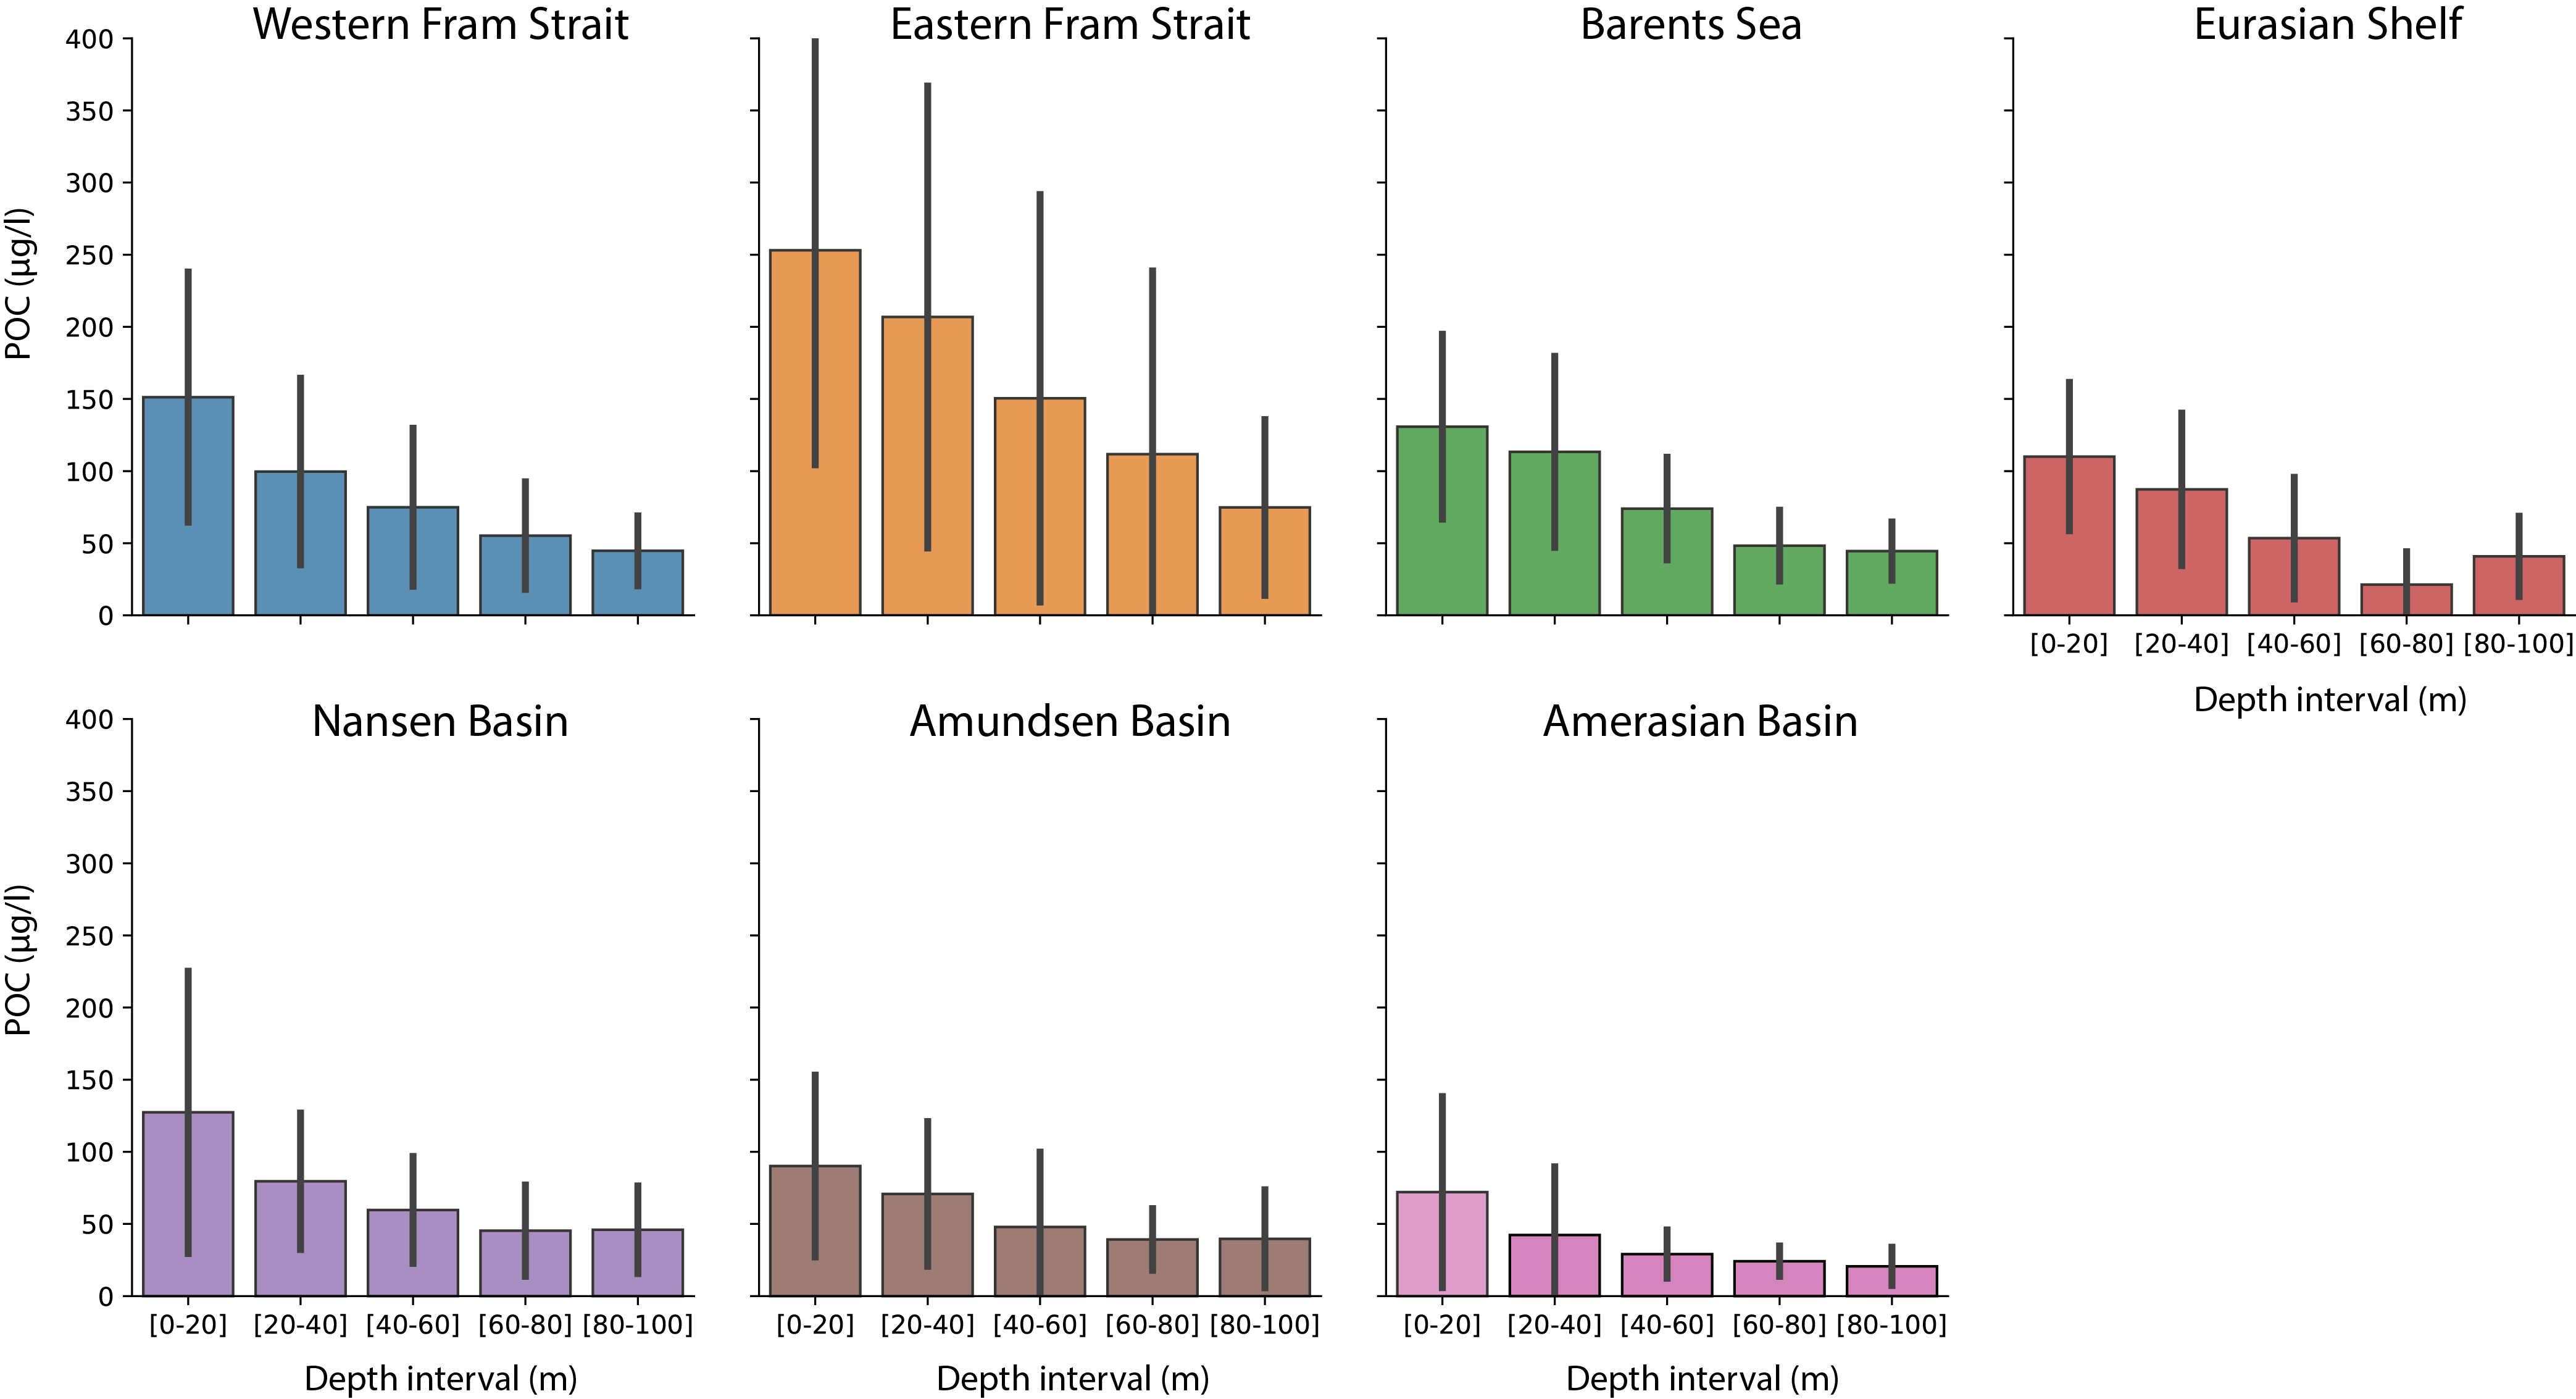 Western Fram Strait
Eastern Fram Strait
Barents Sea
Eurasian Shelf
POC (µg/l)
400
350
300
250
200
150
100
50
0
[0-20] [20-40] [40-60] [60-80] [80-100]
Depth interval (m)
Nansen Basin
Amundsen Basin
Amerasian Basin
POC (µg/l)
400
350
300
250
200
150
100
50
0
[0-20] [20-40] [40-60] [60-80] [80-100]
[0-20] [20-40] [40-60] [60-80] [80-100]
[0-20] [20-40] [40-60] [60-80] [80-100]
Depth interval (m)
Depth interval (m)
Depth interval (m)